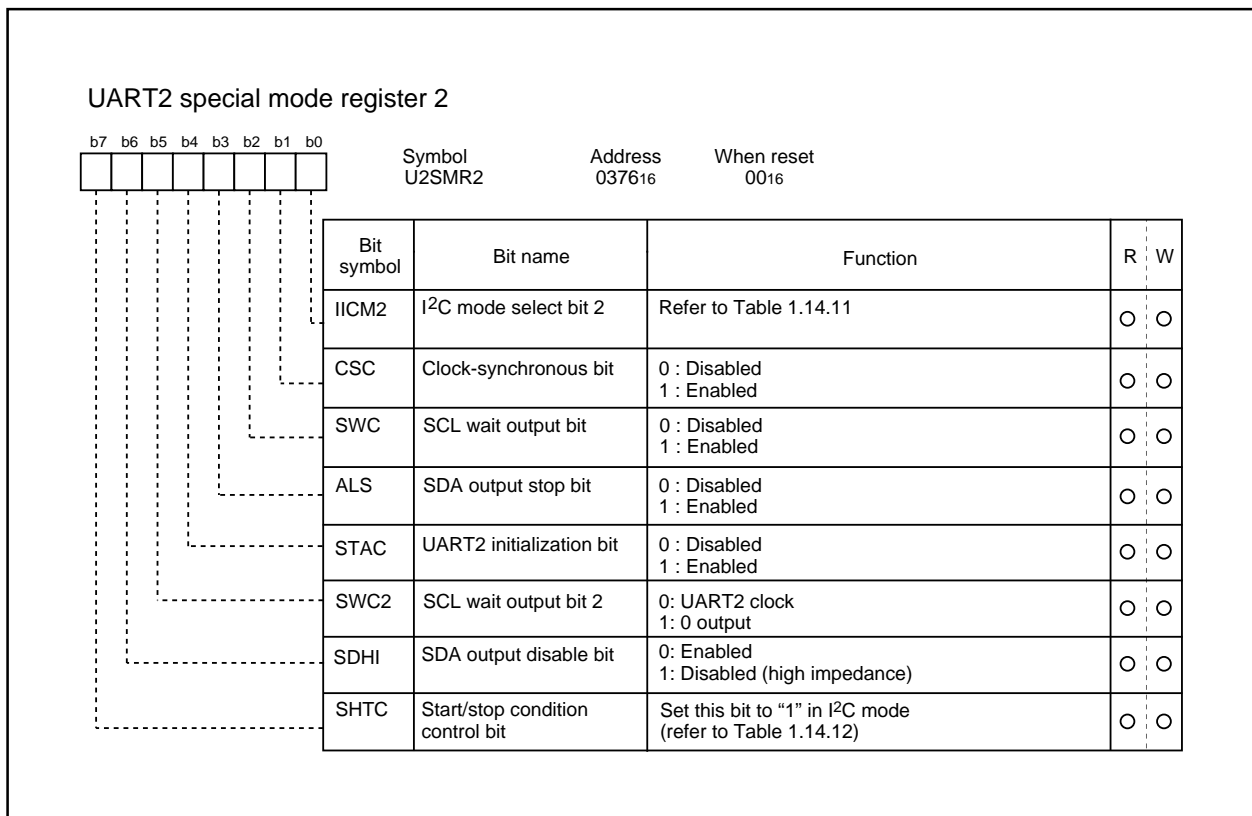 UART2 special mode register 2
b7 b6 b5 b4 b3 b2 b1 b0
Symbol Address When reset
U2SMR2 037616 0016
Bit symbol Bit name Function R W
IICM2 I2C mode select bit 2 Refer to Table 1.14.11
CSC Clock-synchronous bit 0 : Disabled
1 : Enabled
SWC SCL wait output bit 0 : Disabled
1 : Enabled
ALS SDA output stop bit 0 : Disabled
1 : Enabled
STAC UART2 initialization bit 0 : Disabled
1 : Enabled
SWC2 SCL wait output bit 2 0: UART2 clock
1: 0 output
SDHI SDA output disable bit 0: Enabled
1: Disabled (high impedance)
SHTC Start/stop condition Set this bit to “1” in I2C mode
control bit (refer to Table 1.14.12)